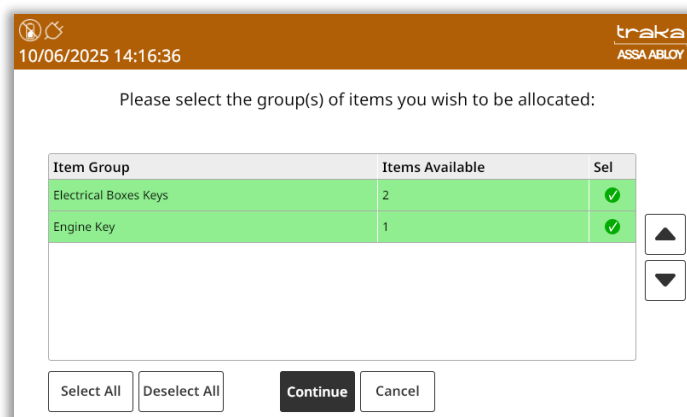 traka
10/06/2025 14:16:36 ASSA ABLOY
Please select the group(s) of items you wish to be allocated:
Item Group Items Available Sel
Electrical Boxes Keys 2
Engine Key 1
Select All Deselect All Continue Cancel